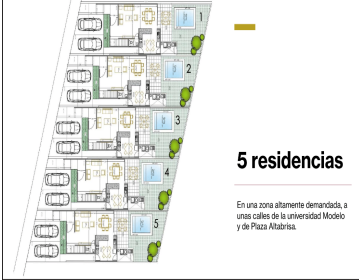 1
2
3
4
5
5 residencias
En una zona altamente demandada, a
unas calles de la universidad Modelo
y de Plaza Altabrisa.